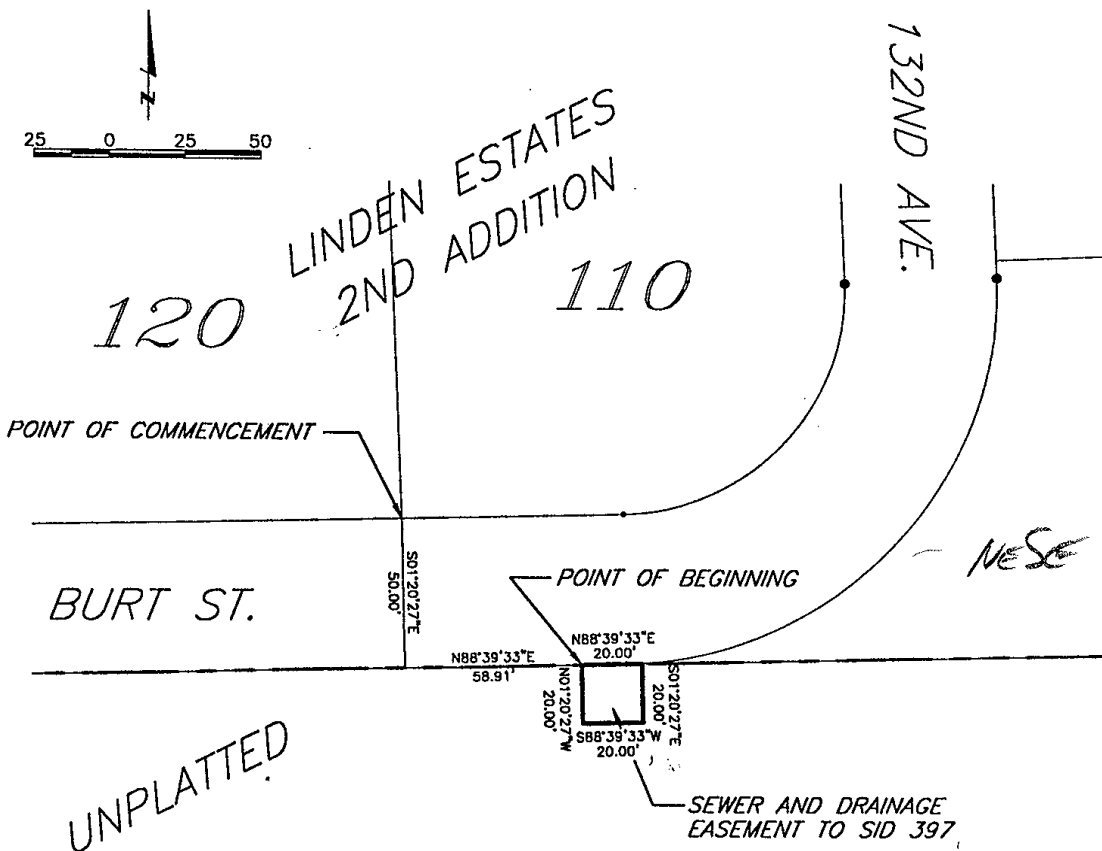 N
25 0 25 50
132ND AVE.
LINDEN ESTATES
2ND ADDITION
120
110
POINT OF COMMENCEMENT
S01°20'27"E
50.00'
BURT ST.
POINT OF BEGINNING
NESE
N88°39'33"E
58.91'
N88°39'33"E
20.00'
N01°20'27"W
20.00'
S01°20'27"E
20.00'
S88°39'33"W
20.00'
UNPLATTED
SEWER AND DRAINAGE
EASEMENT TO SID 397